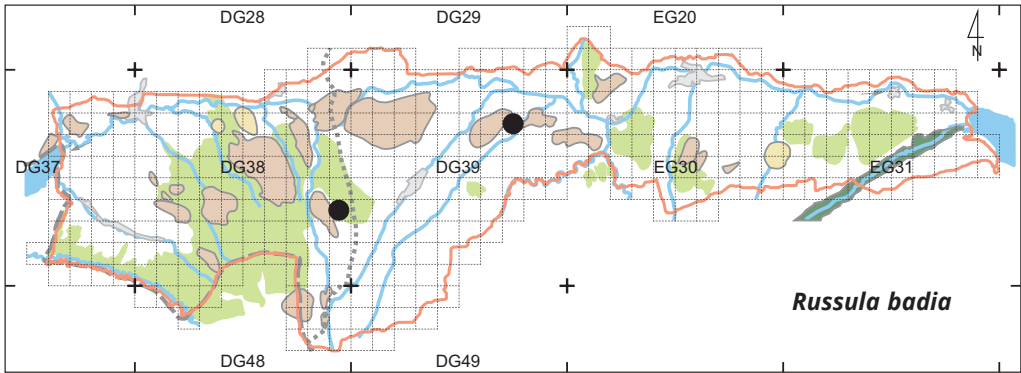 DG28 DG29 EG20
N
DG37 DG38 DG39 EG30 EG31
Russula badia
DG48 DG49